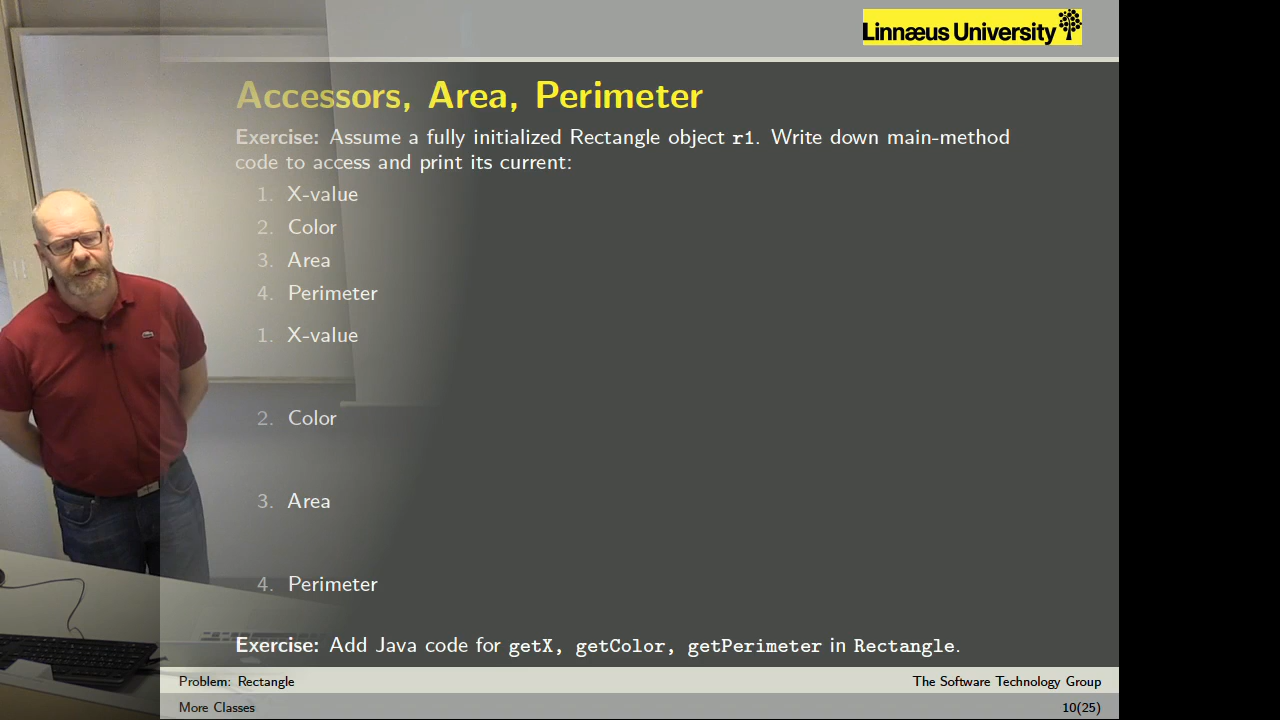 Linnæus University
Accessors, Area, Perimeter
Exercise: Assume a fully initialized Rectangle object r1. Write down main-method
code to access and print its current:
1. X-value
2. Color
3. Area
4. Perimeter
1. X-value
2. Color
3. Area
4. Perimeter
Exercise: Add Java code for getX, getColor, getPerimeter in Rectangle.
Problem: Rectangle The Software Technology Group
More Classes 10(25)